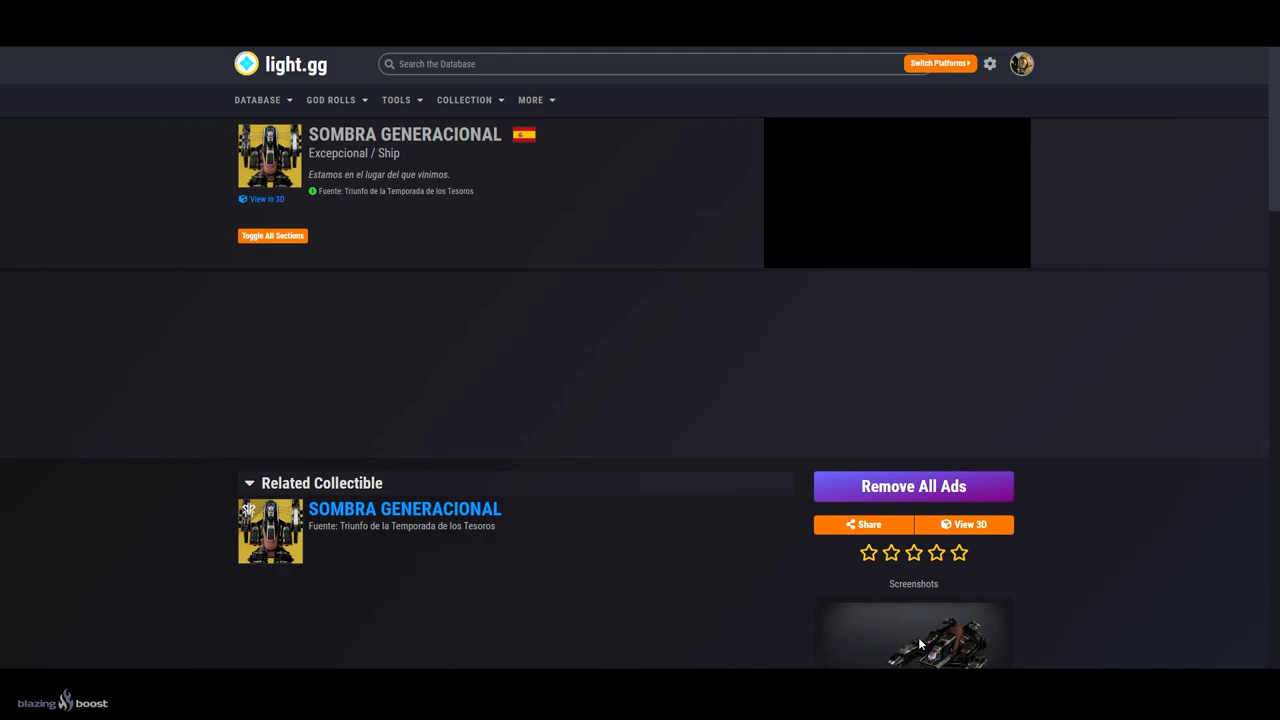 light.gg
Search the Database
Switch Platforms
DATABASE GOD ROLLS TOOLS COLLECTION MORE
SOMBRA GENERACIONAL
Excepcional / Ship
Estamos en el lugar del que vinimos.
Fuente: Triunfo de la Temporada de los Tesoros
View in 3D
Toggle All Sections
Related Collectible
SOMBRA GENERACIONAL
Fuente: Triunfo de la Temporada de los Tesoros
Remove All Ads
Share View 3D
Screenshots
blazing boost